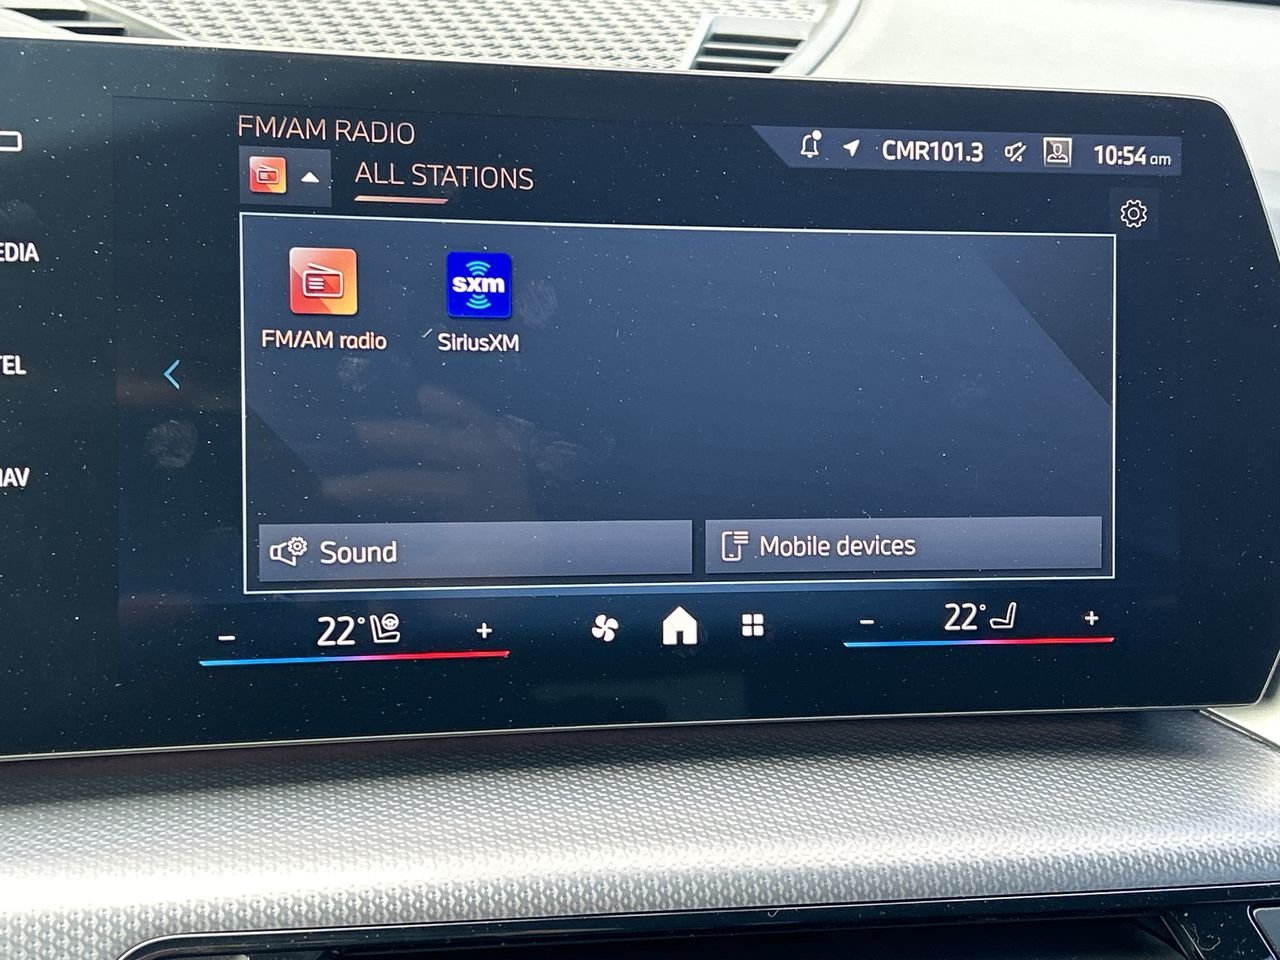 FM/AM RADIO
ALL STATIONS
CMR101.3
10:54 am
EDIA
TEL
NAV
FM/AM radio
sxm
SiriusXM
Sound
Mobile devices
− 22° +
− 22° +